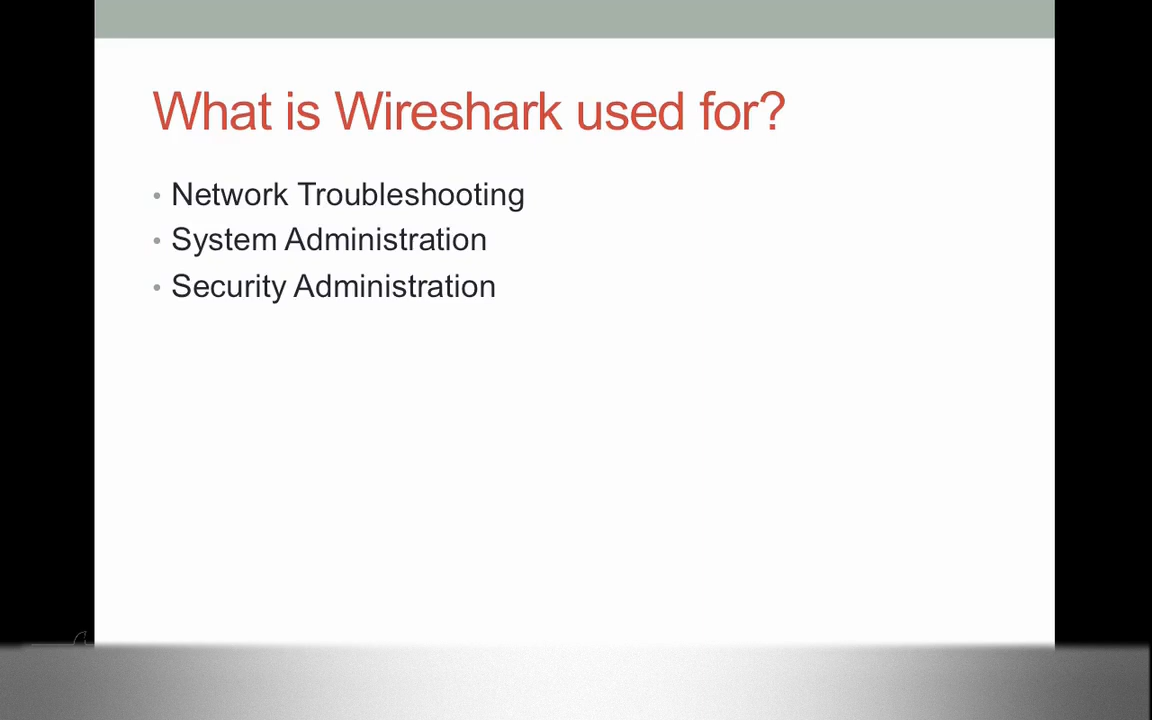 What is Wireshark used for?
• Network Troubleshooting
• System Administration
• Security Administration